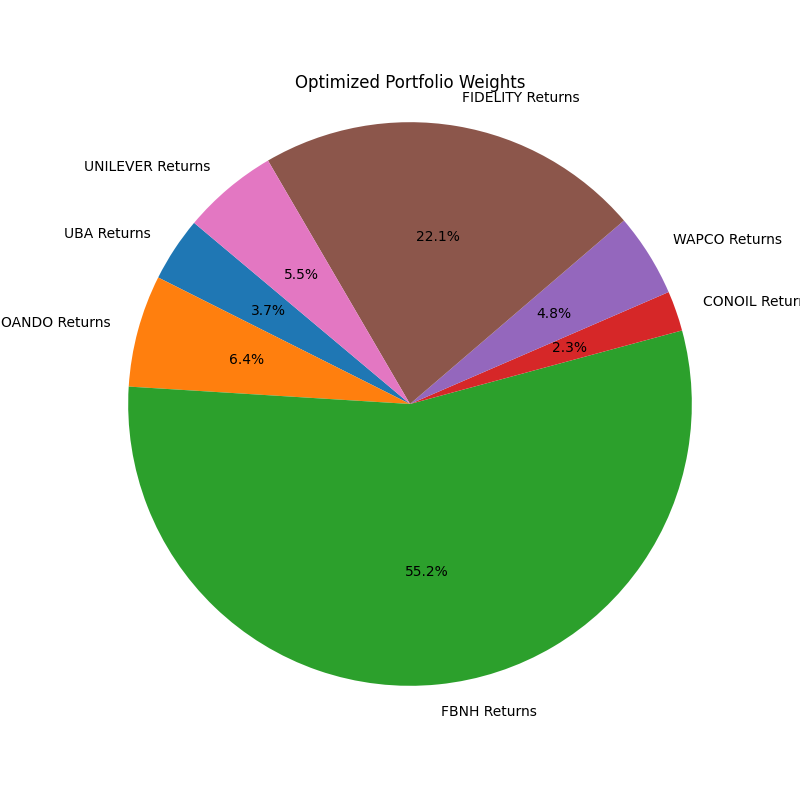 Optimized Portfolio Weights
FIDELITY Returns
UNILEVER Returns
UBA Returns
WAPCO Returns
22.1%
5.5%
CONOIL Retur
3.7%
4.8%
OANDO Returns
2.3%
6.4%
55.2%
FBNH Returns